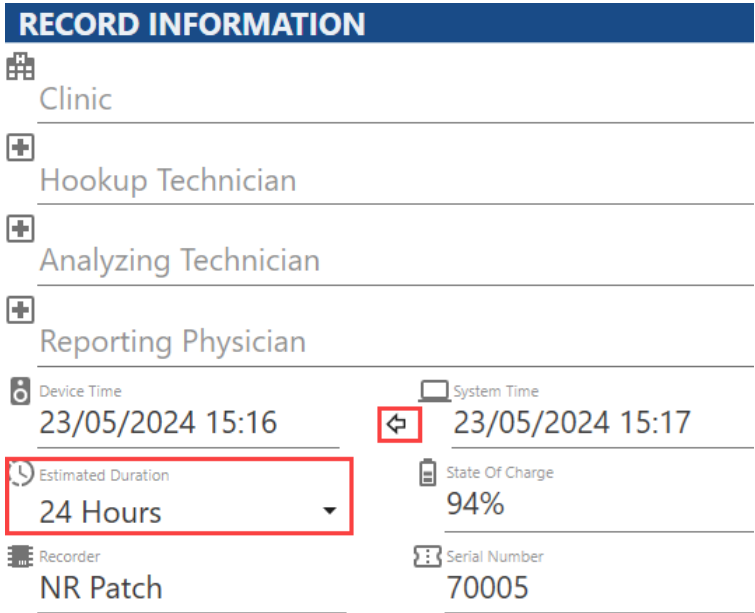 RECORD INFORMATION
Clinic
Hookup Technician
Analyzing Technician
Reporting Physician
Device Time
System Time
23/05/2024 15:16
23/05/2024 15:17
Estimated Duration
State Of Charge
24 Hours
94%
Recorder
Serial Number
NR Patch
70005